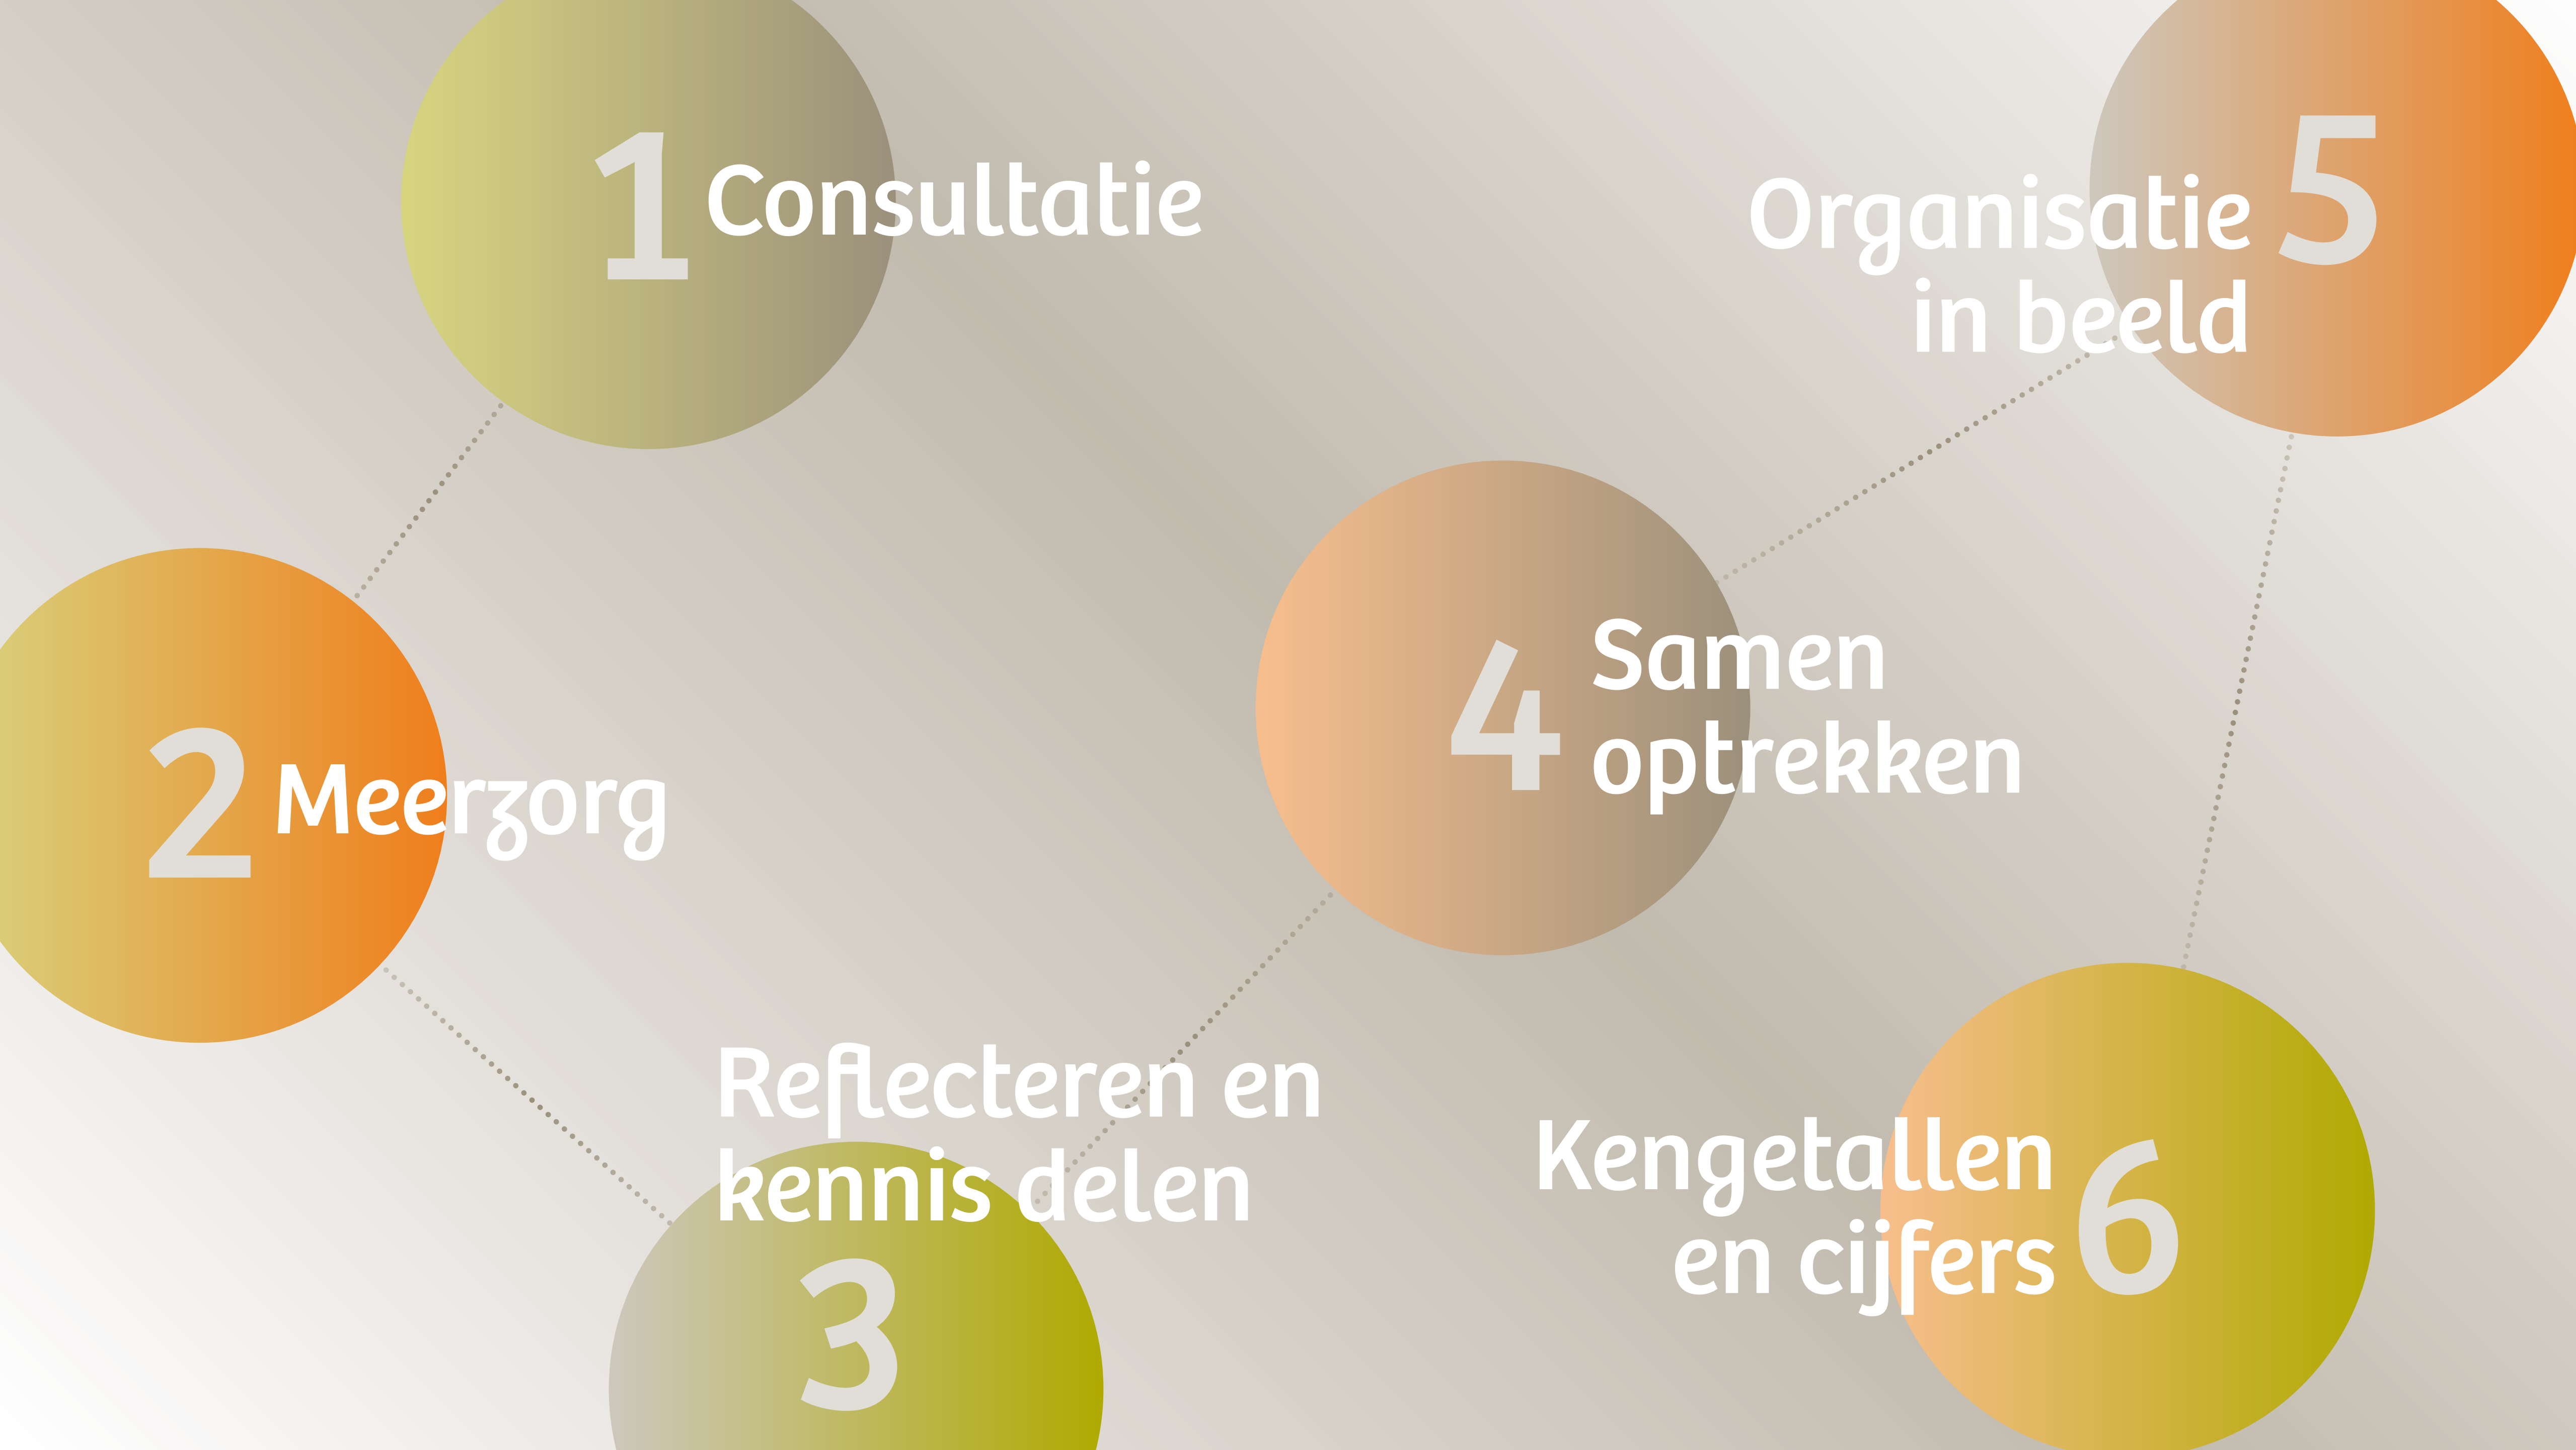 1 Consultatie
2 Meerzorg
Reflecteren en
kennis delen
3
4 Samen
optrekken
Organisatie 5
in beeld
Kengetallen
en cijfers 6